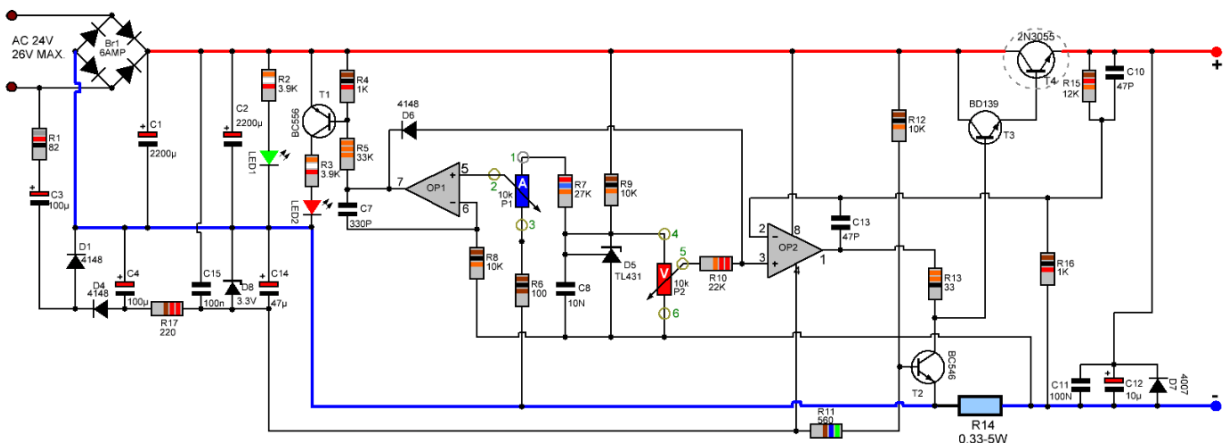 AC 24V
26V MAX.
Br1
6AMP
R1
82
C3
100µ
D1
4148
D4
4148
C4
100µ
R17
220
C1
2200µ
C15
100n
C2
2200µ
D8
3.3V
R2
3.9K
LED1
C14
47µ
T1
BC556
R3
3.9K
LED2
R4
1K
R5
33K
C7
330P
4148
D6
7
OP1
5
+
6
-
R8
10K
1
2
A
10k
P1
3
R6
100
R7
27K
C8
10N
R9
10K
D5
TL431
4
5
V
10k
P2
6
R10
22K
2
-
3
+
8
OP2
4
1
C13
47P
R12
10K
R13
33
BC546
T2
R11
560
BD139
T3
2N3055
T4
R15
12K
C10
47P
R16
1K
R14
0.33-5W
C11
100N
+
C12
10µ
D7
4007
+
-